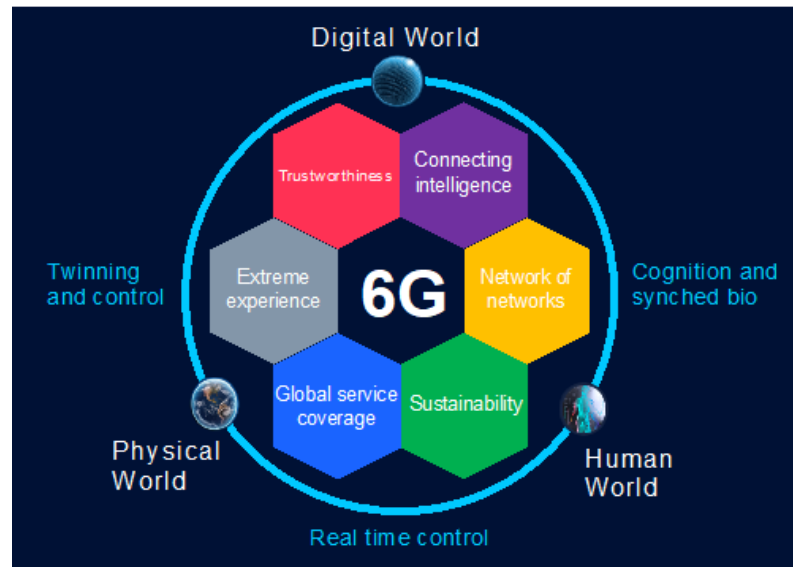 Digital World
Trustworthiness
Connecting
intelligence
Twinning
and control
Extreme
experience
6G
Network of
networks
Cognition and
synched bio
Global service
coverage
Sustainability
Physical
World
Human
World
Real time control